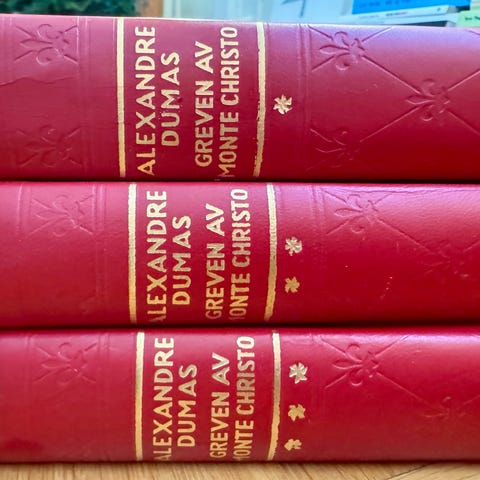 ALEXANDRE
DUMAS
GREVEN AV
MONTE CHRISTO
ALEXANDRE
DUMAS
GREVEN AV
MONTE CHRISTO
ALEXANDRE
DUMAS
GREVEN AV
MONTE CHRISTO